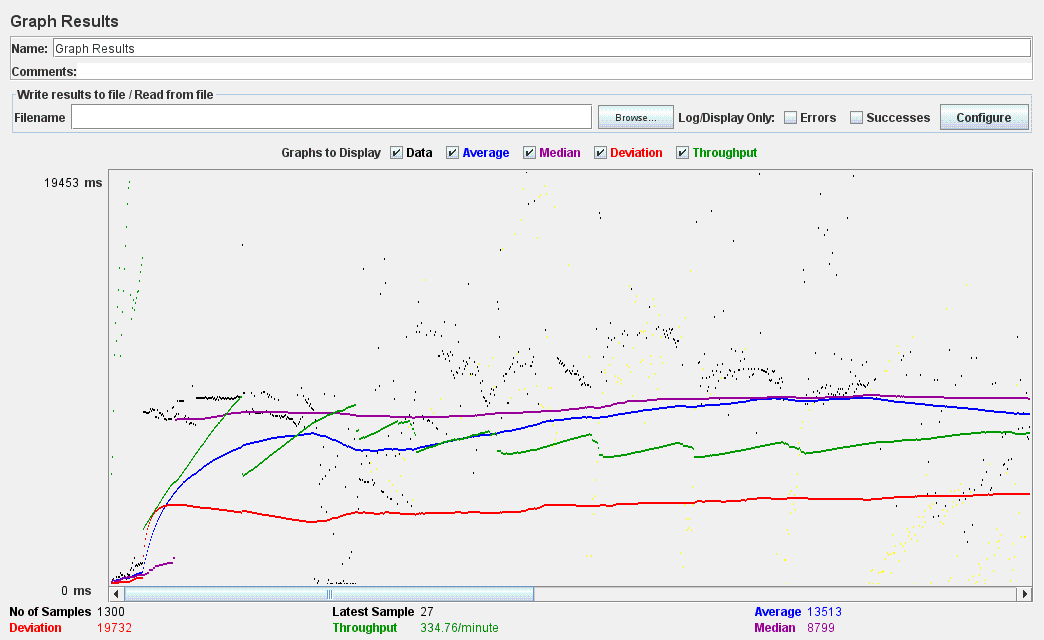 Graph Results
Name: Graph Results
Comments:
Write results to file / Read from file
Filename Browse... Log/Display Only: Errors Successes Configure
Graphs to Display Data Average Median Deviation Throughput
19453 ms
0 ms
No of Samples 1300 Latest Sample 27 Average 13513
Deviation 19732 Throughput 334.76/minute Median 8799